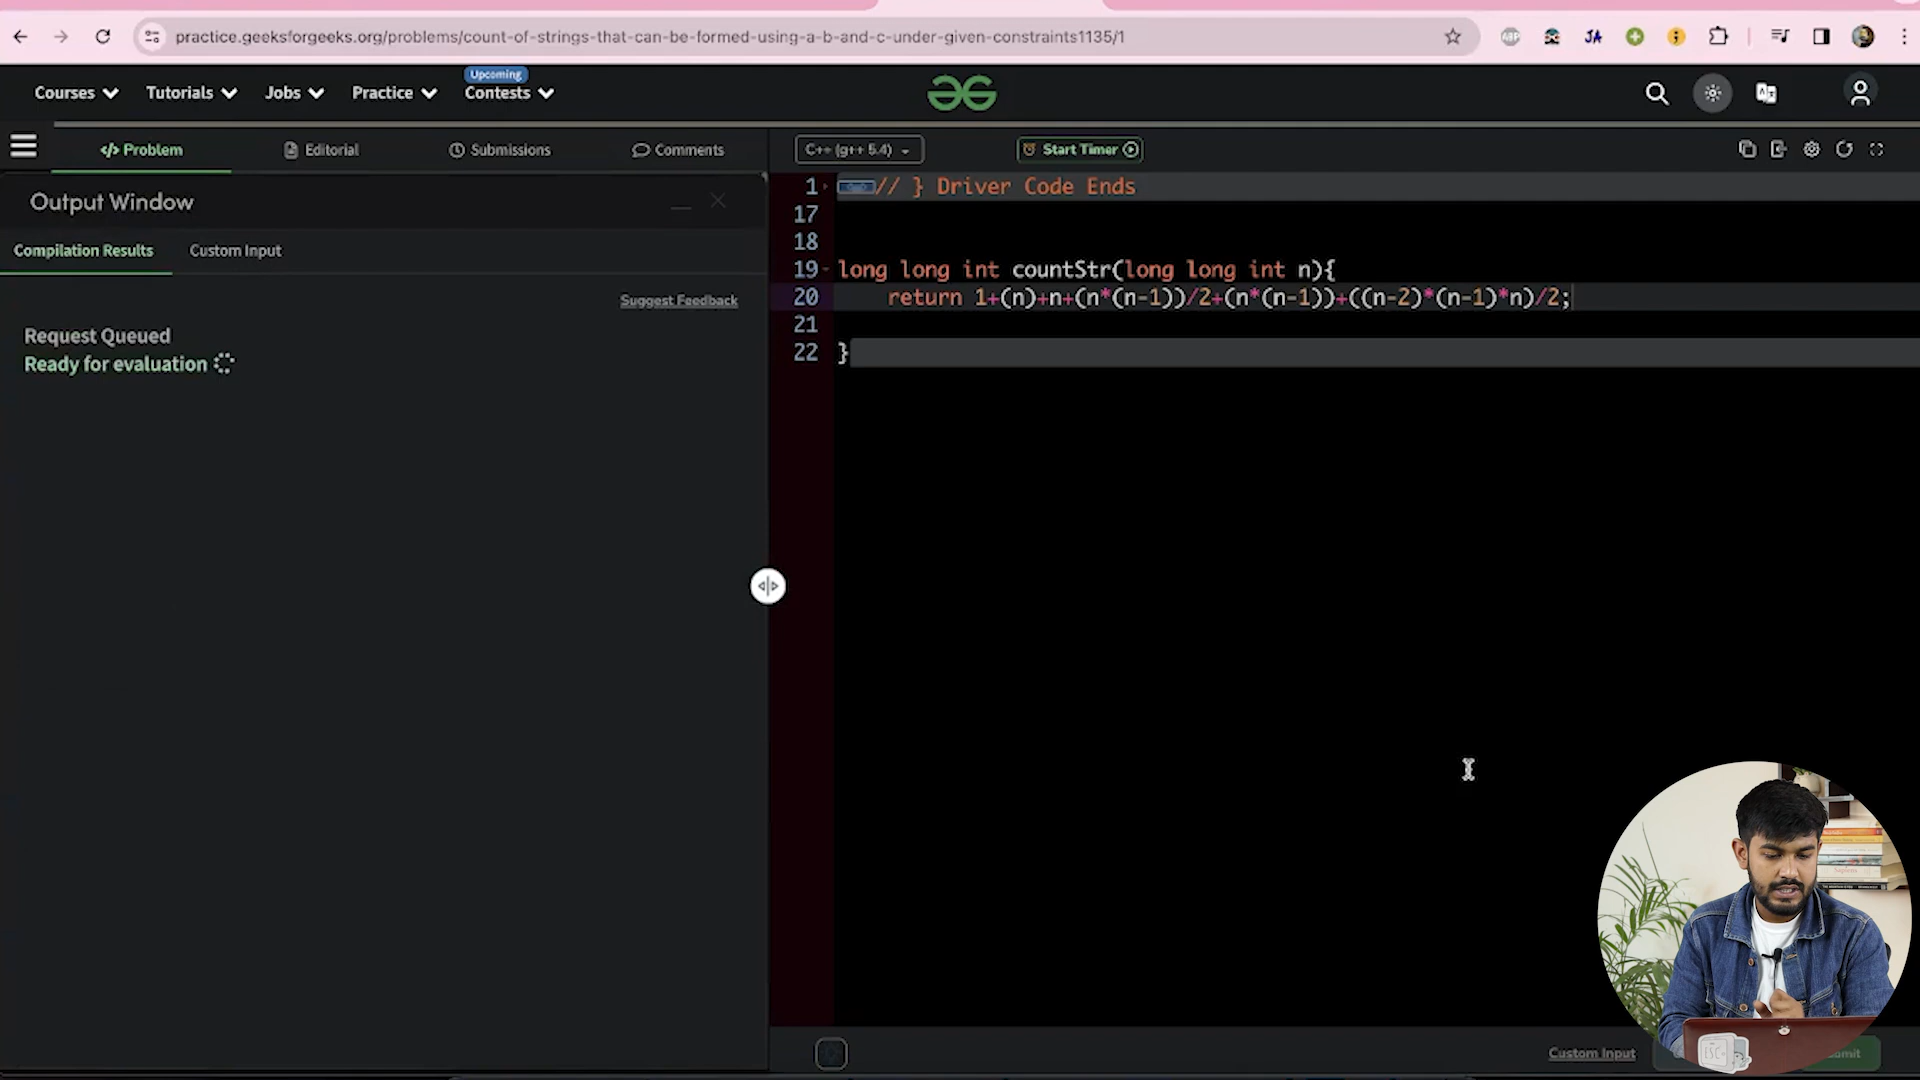 practice.geeksforgeeks.org/problems/count-of-strings-that-can-be-formed-using-a-b-and-c-under-given-constraints1135/1
ABP
JA
Upcoming
Courses
Tutorials
Jobs
Practice
Contests
</> Problem
Editorial
Submissions
Comments
C++ (g++ 5.4)
Start Timer
Output Window
Compilation Results
Custom Input
Suggest Feedback
Request Queued
Ready for evaluation
1 // } Driver Code Ends
17
18
19 long long int countStr(long long int n){
20 return 1+(n)+n+(n*(n-1))/2+(n*(n-1))+((n-2)*(n-1)*n)/2;
21
22 }
Custom Input
ESC